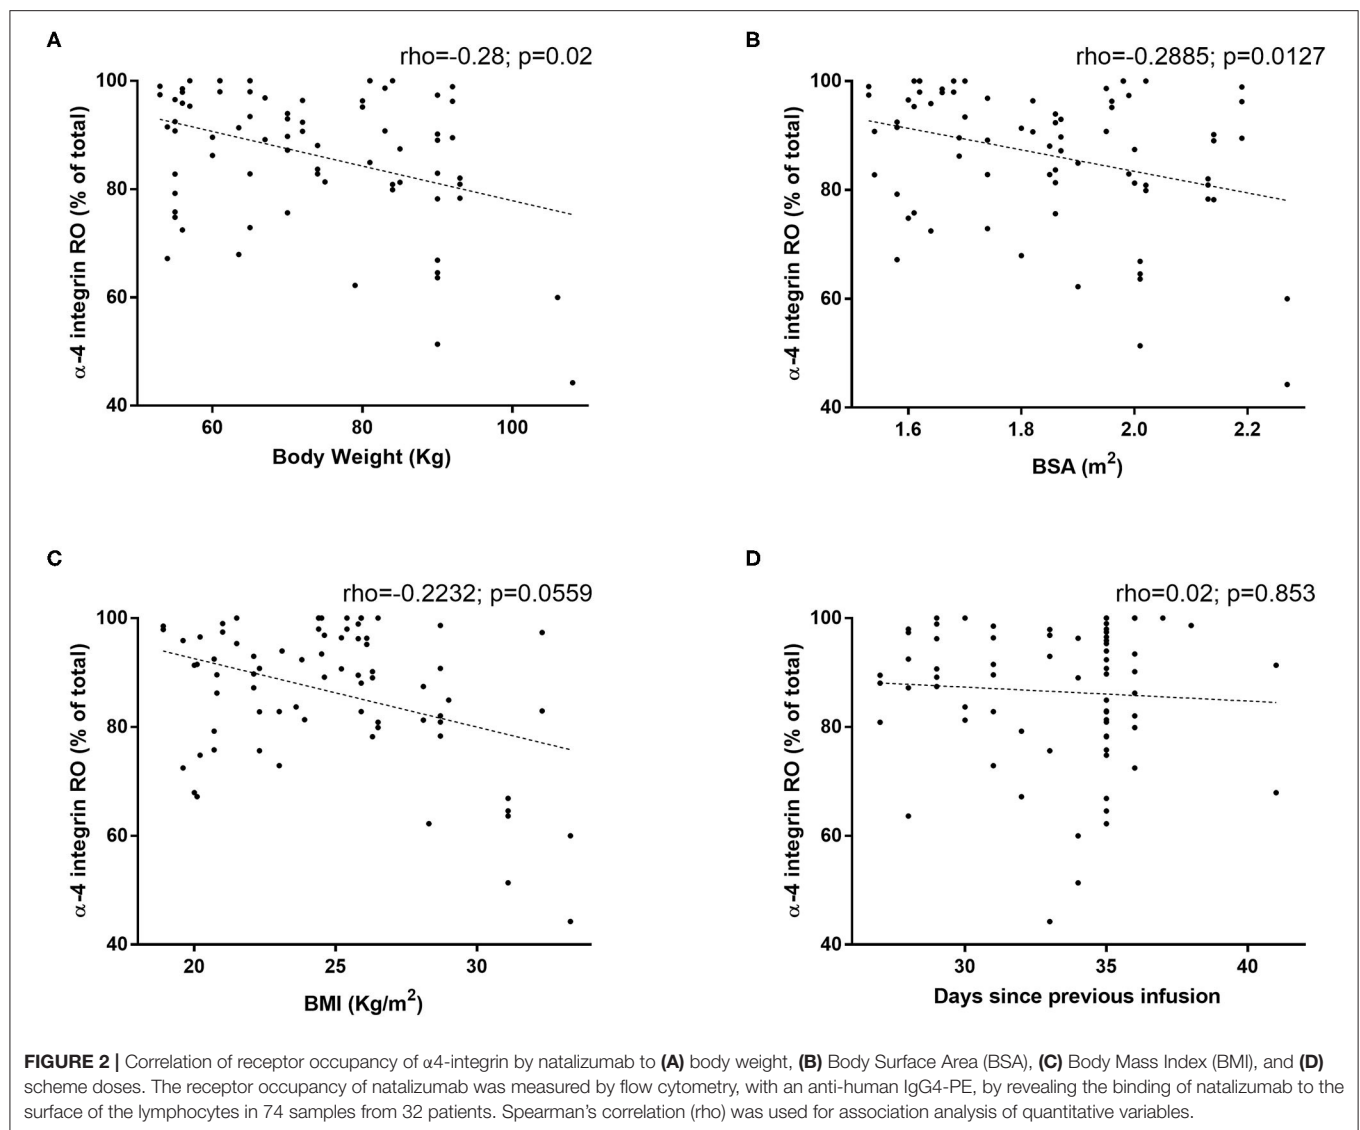 A
rho=-0.28; p=0.02
100
80
60
40
α-4 integrin RO (% of total)
60 80 100
Body Weight (Kg)
B
rho=-0.2885; p=0.0127
100
80
60
40
α-4 integrin RO (% of total)
1.6 1.8 2.0 2.2
BSA (m²)
C
rho=-0.2232; p=0.0559
100
80
60
40
α-4 integrin RO (% of total)
20 25 30
BMI (Kg/m²)
D
rho=0.02; p=0.853
100
80
60
40
α-4 integrin RO (% of total)
30 35 40
Days since previous infusion
FIGURE 2 | Correlation of receptor occupancy of α4-integrin by natalizumab to (A) body weight, (B) Body Surface Area (BSA), (C) Body Mass Index (BMI), and (D)
scheme doses. The receptor occupancy of natalizumab was measured by flow cytometry, with an anti-human IgG4-PE, by revealing the binding of natalizumab to the
surface of the lymphocytes in 74 samples from 32 patients. Spearman's correlation (rho) was used for association analysis of quantitative variables.